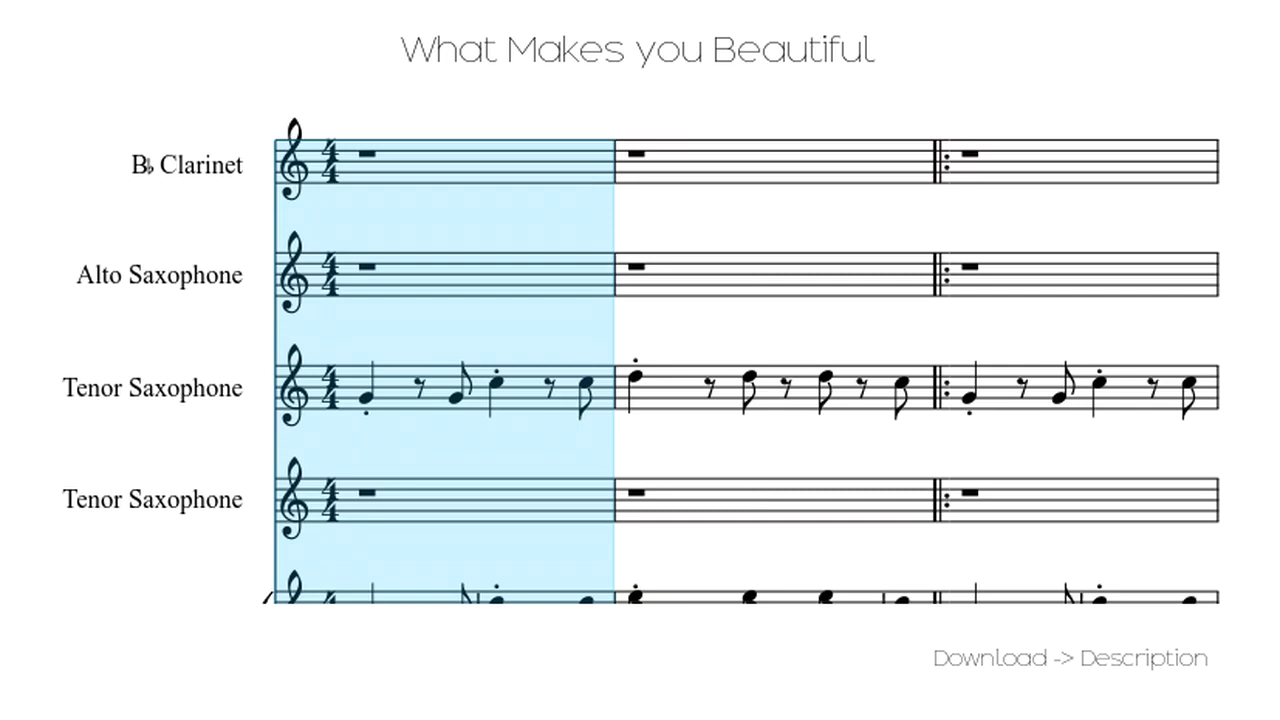 What Makes you Beautiful
B♭ Clarinet
Alto Saxophone
Tenor Saxophone
Tenor Saxophone
Download -> Description